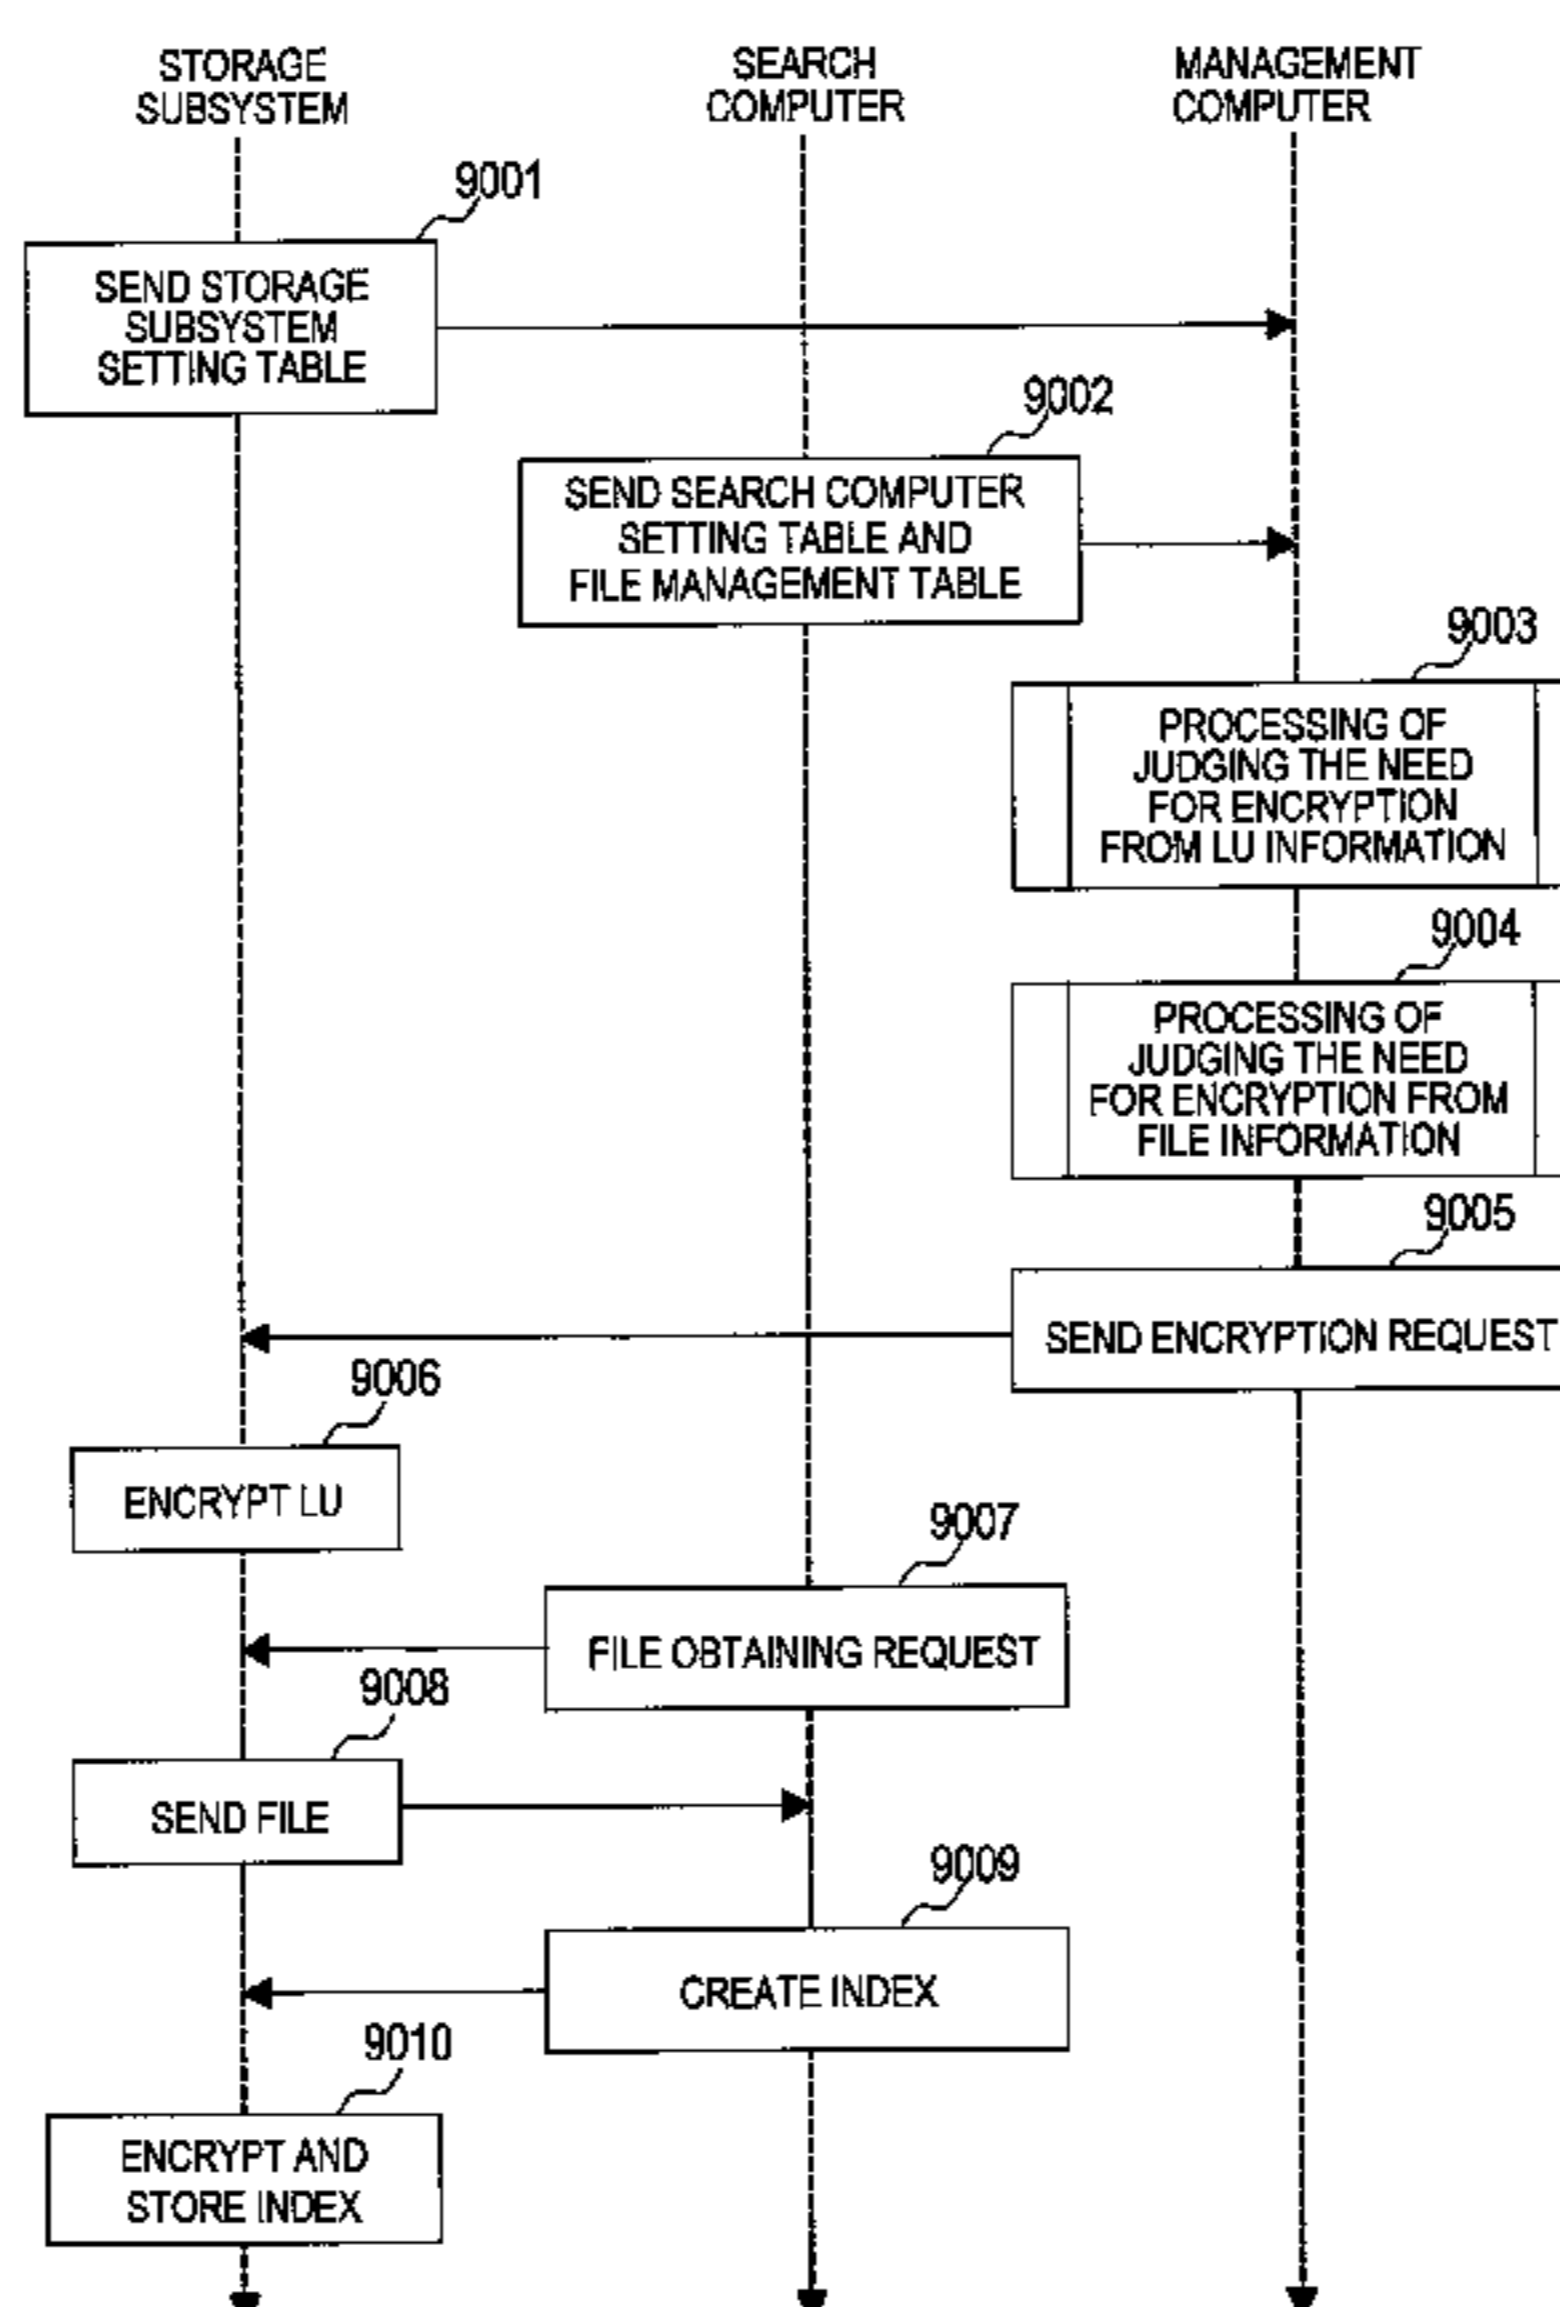 STORAGE
SUBSYSTEM
SEARCH
COMPUTER
MANAGEMENT
COMPUTER
9001
SEND STORAGE
SUBSYSTEM
SETTING TABLE
9002
SEND SEARCH COMPUTER
SETTING TABLE AND
FILE MANAGEMENT TABLE
9003
PROCESSING OF
JUDGING THE NEED
FOR ENCRYPTION
FROM LU INFORMATION
9004
PROCESSING OF
JUDGING THE NEED
FOR ENCRYPTION FROM
FILE INFORMATION
9005
SEND ENCRYPTION REQUEST
9006
ENCRYPT LU
9007
FILE OBTAINING REQUEST
9008
SEND FILE
9009
CREATE INDEX
9010
ENCRYPT AND
STORE INDEX